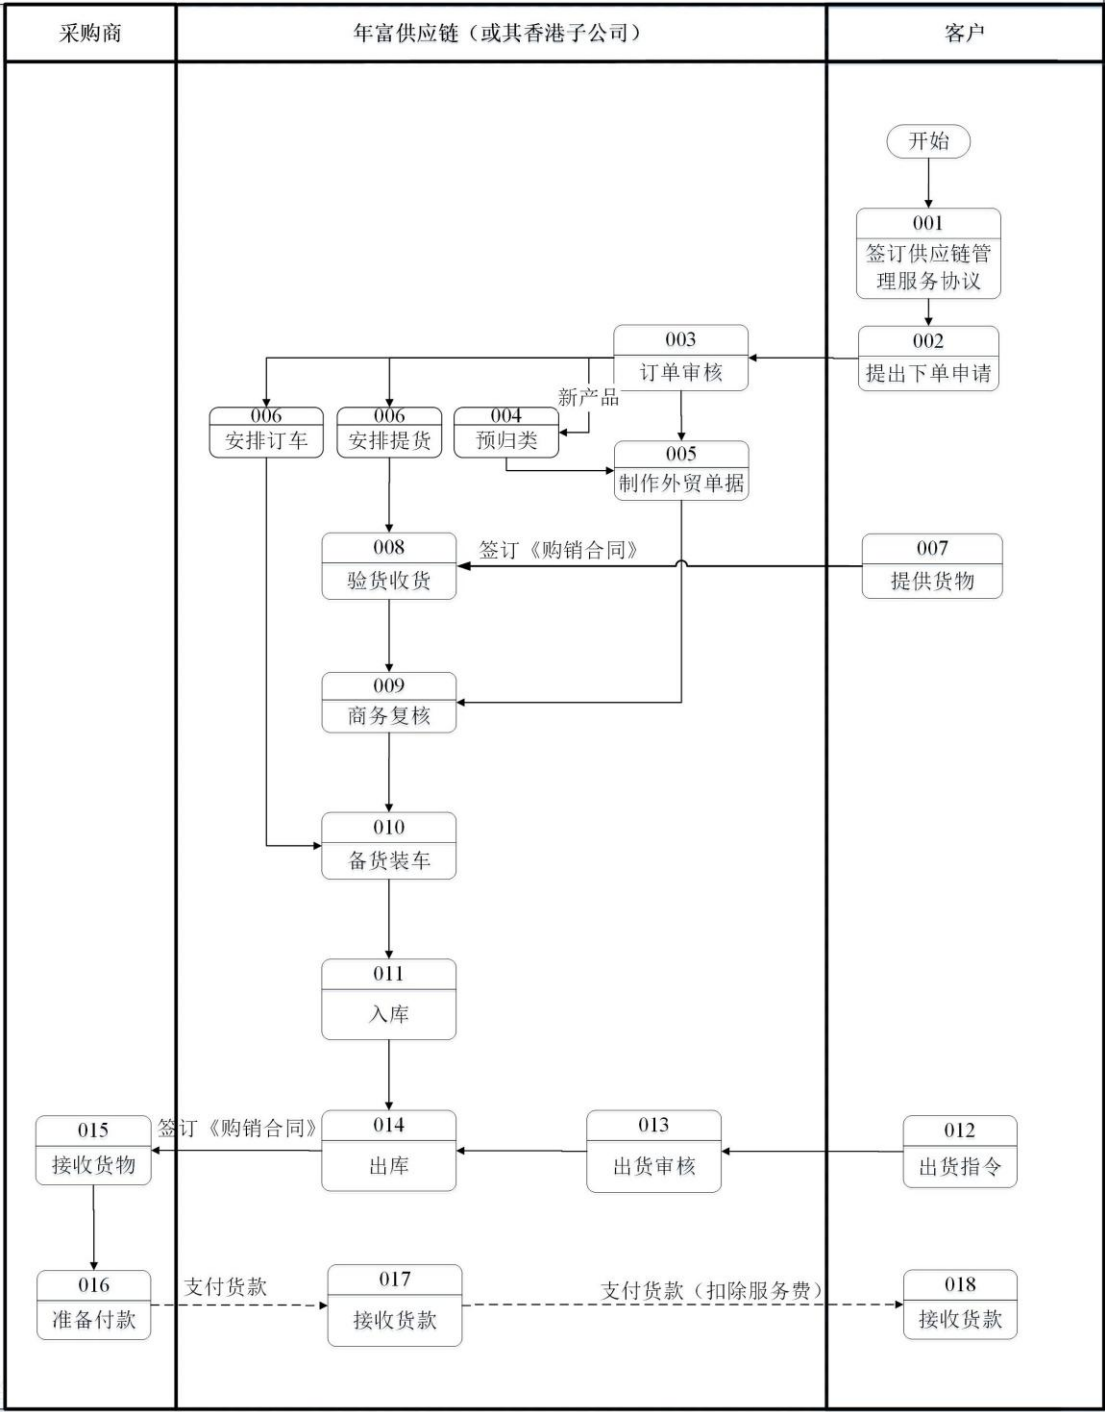 采购商
年富供应链（或其香港子公司）
客户
开始
001
签订供应链管
理服务协议
002
提出下单申请
003
订单审核
新产品
006
安排订车
006
安排提货
004
预归类
005
制作外贸单据
签订《购销合同》
007
提供货物
008
验货收货
009
商务复核
010
备货装车
011
入库
012
出货指令
013
出货审核
014
出库
签订《购销合同》
015
接收货物
016
准备付款
支付货款
017
接收货款
支付货款（扣除服务费）
018
接收货款